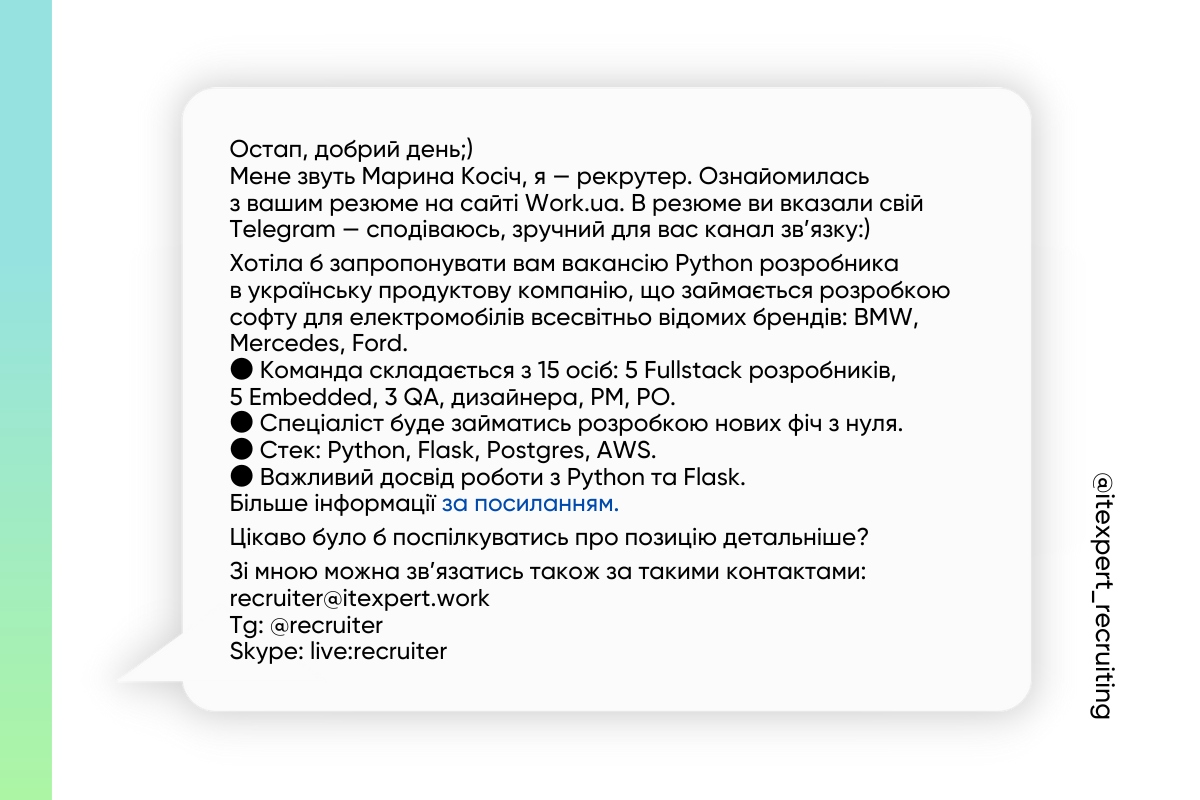 Остап, добрий день;)
Мене звуть Марина Косіч, я — рекрутер. Ознайомилась
з вашим резюме на сайті Work.ua. В резюме ви вказали свій
Telegram — сподіваюсь, зручний для вас канал зв’язку:)
Хотіла б запропонувати вам вакансію Python розробника
в українську продуктову компанію, що займається розробкою
софту для електромобілів всесвітньо відомих брендів: BMW,
Mercedes, Ford.
● Команда складається з 15 осіб: 5 Fullstack розробників,
5 Embedded, 3 QA, дизайнера, PM, PO.
● Спеціаліст буде займатись розробкою нових фіч з нуля.
● Стек: Python, Flask, Postgres, AWS.
● Важливий досвід роботи з Python та Flask.
Більше інформації за посиланням.
Цікаво було б поспілкуватись про позицію детальніше?
Зі мною можна зв’язатись також за такими контактами:
recruiter@itexpert.work
Tg: @recruiter
Skype: live:recruiter
@itexpert_recruiting